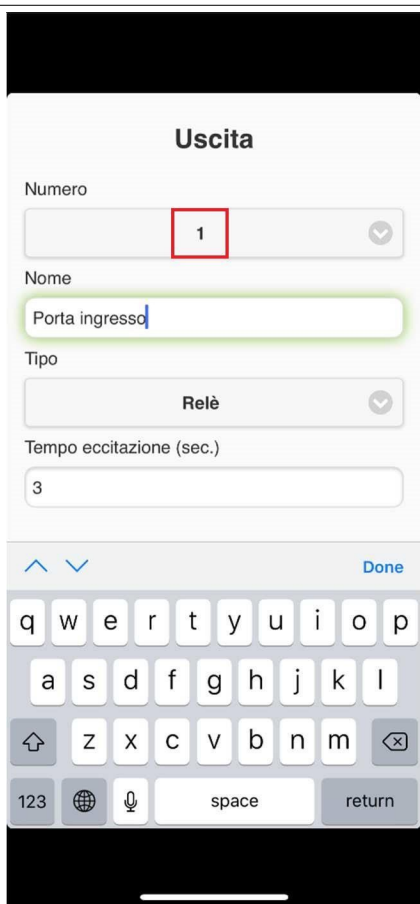 Uscita
Numero
1
Nome
Porta ingresso
Tipo
Relè
Tempo eccitazione (sec.)
3
Done
q w e r t y u i o p
a s d f g h j k l
z x c v b n m
123 space return